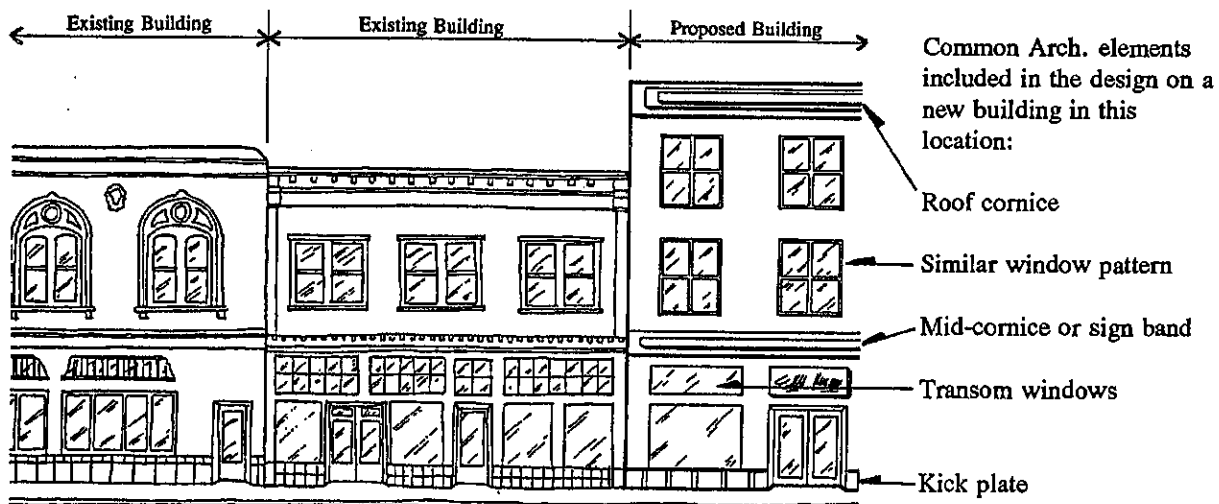 Existing Building
Existing Building
Proposed Building
Common Arch. elements
included in the design on a
new building in this
location:
Roof cornice
Similar window pattern
Mid-cornice or sign band
Transom windows
Kick plate